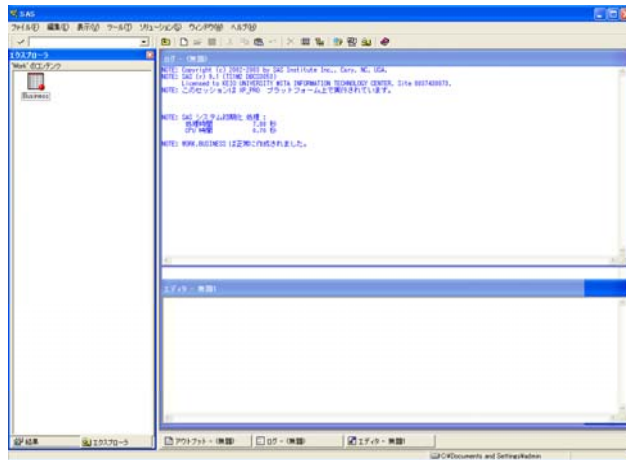 SAS
ファイル(F) 編集(E) 表示(V) ツール(T) ソリューション(S) ウィンドウ(W) ヘルプ(H)
エクスプローラ
'Work' のコンテンツ
Business
ログ - (無題)
NOTE: Copyright (c) 2002-2003 by SAS Institute Inc., Cary, NC, USA.
NOTE: SAS (r) 9.1 (TS1M3
Licensed to KEIO UNIVERSITY MITA INFORMATION TECHNOLOGY CENTER, Site
NOTE: このセッションは XP_PRO プラットフォーム上で実行されています。
NOTE: SAS システム初期化 処理 :
処理時間 秒
CPU 時間 秒
NOTE: WORK.BUSINESS は正常に作成されました。
エディタ - 無題1
結果
エクスプローラ
アウトプット - (無題)
ログ - (無題)
エディタ - 無題1
C:¥Documents and Settings¥admin